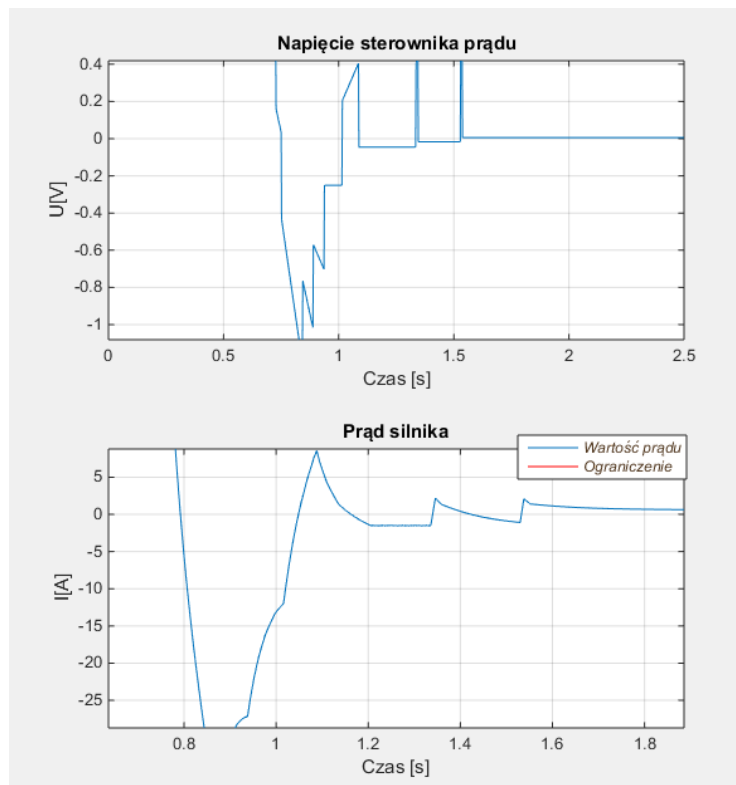 Napięcie sterownika prądu
0.4
0.2
0
-0.2
-0.4
-0.6
-0.8
-1
U[V]
0 0.5 1 1.5 2 2.5
Czas [s]
Prąd silnika
Wartość prądu
Ograniczenie
5
0
-5
-10
-15
-20
-25
I[A]
0.8 1 1.2 1.4 1.6 1.8
Czas [s]